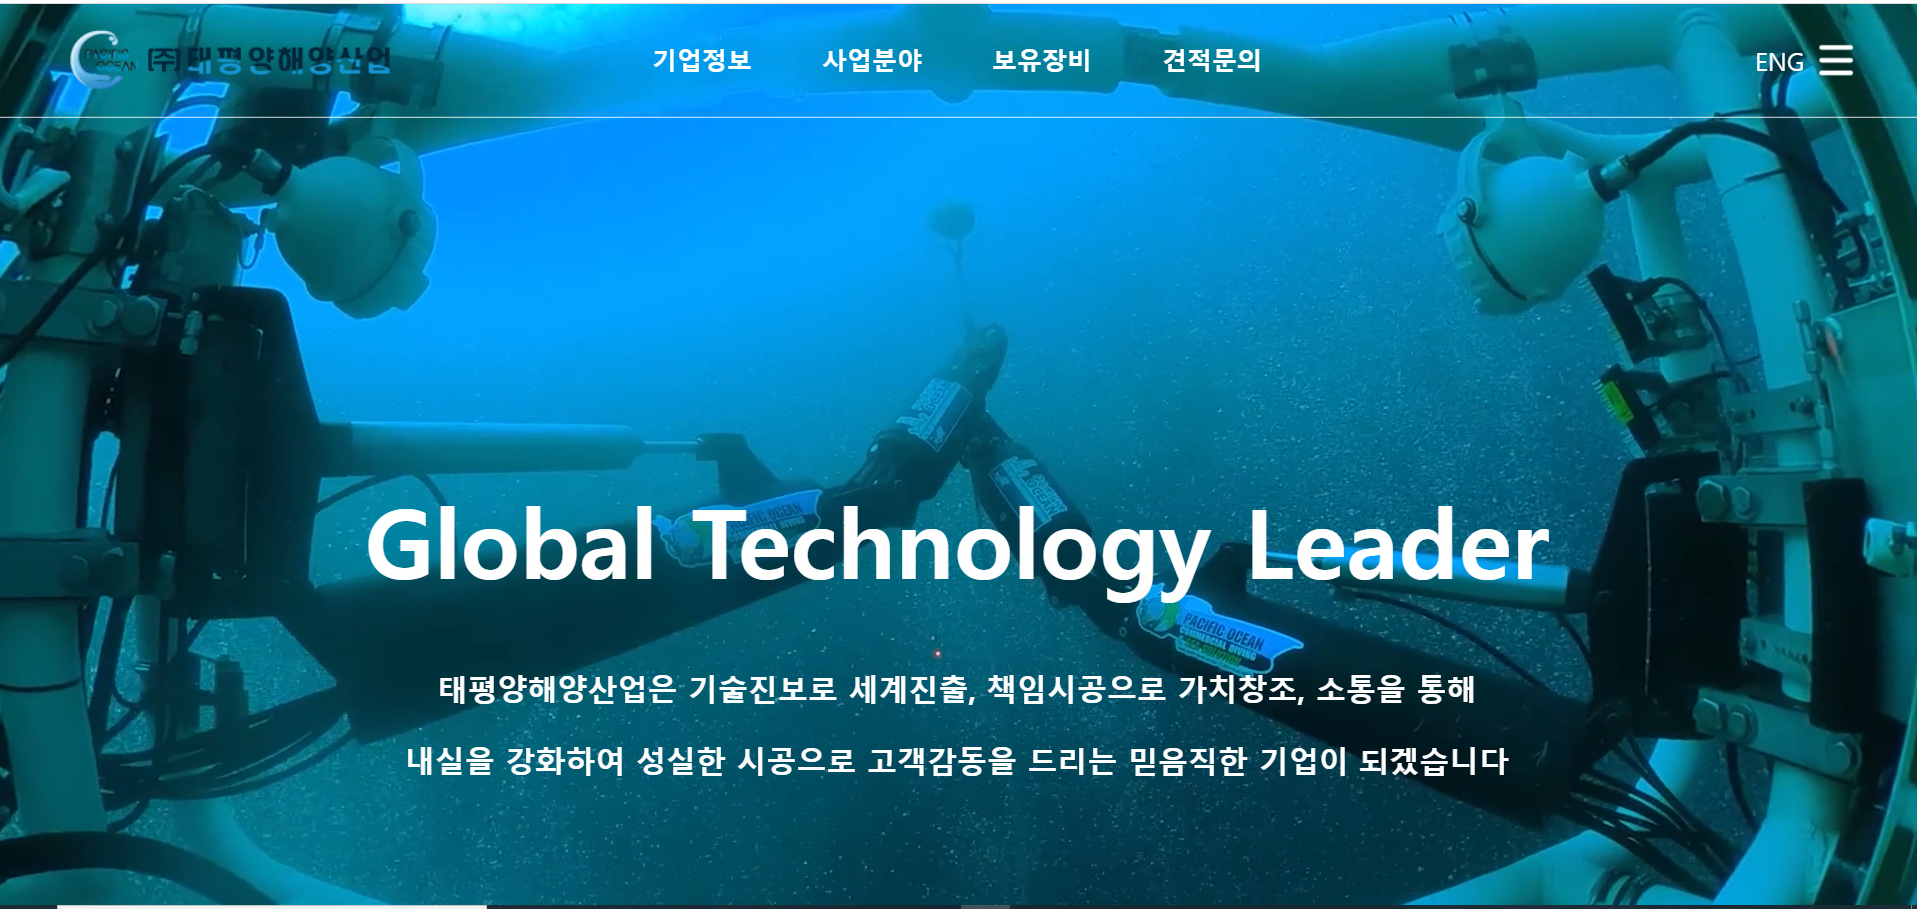 PACIFIC OCEAN
(주)태평양해양산업
기업정보
사업분야
보유장비
견적문의
ENG
Global Technology Leader
PACIFIC OCEAN
COMMERCIAL DIVING
태평양해양산업은 기술진보로 세계진출, 책임시공으로 가치창조, 소통을 통해
내실을 강화하여 성실한 시공으로 고객감동을 드리는 믿음직한 기업이 되겠습니다